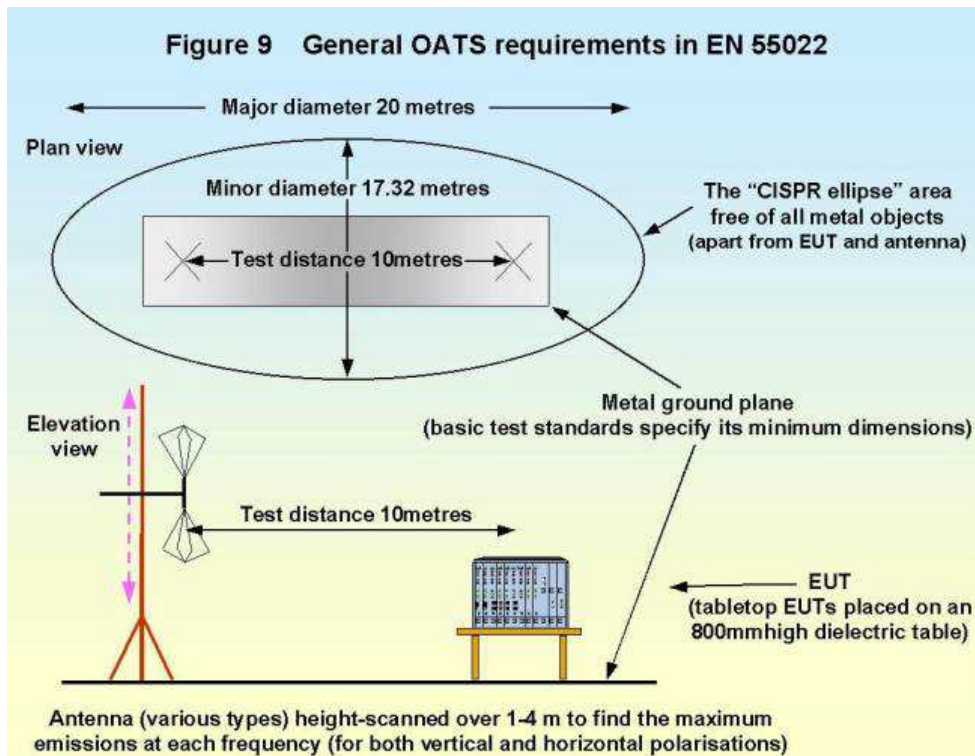 Figure 9 General OATS requirements in EN 55022
Major diameter 20 metres
Plan view
Minor diameter 17.32 metres
The “CISPR ellipse” area
free of all metal objects
(apart from EUT and antenna)
Test distance 10metres
Metal ground plane
(basic test standards specify its minimum dimensions)
Elevation
view
Test distance 10metres
EUT
(tabletop EUTs placed on an
800mmhigh dielectric table)
Antenna (various types) height-scanned over 1-4 m to find the maximum
emissions at each frequency (for both vertical and horizontal polarisations)